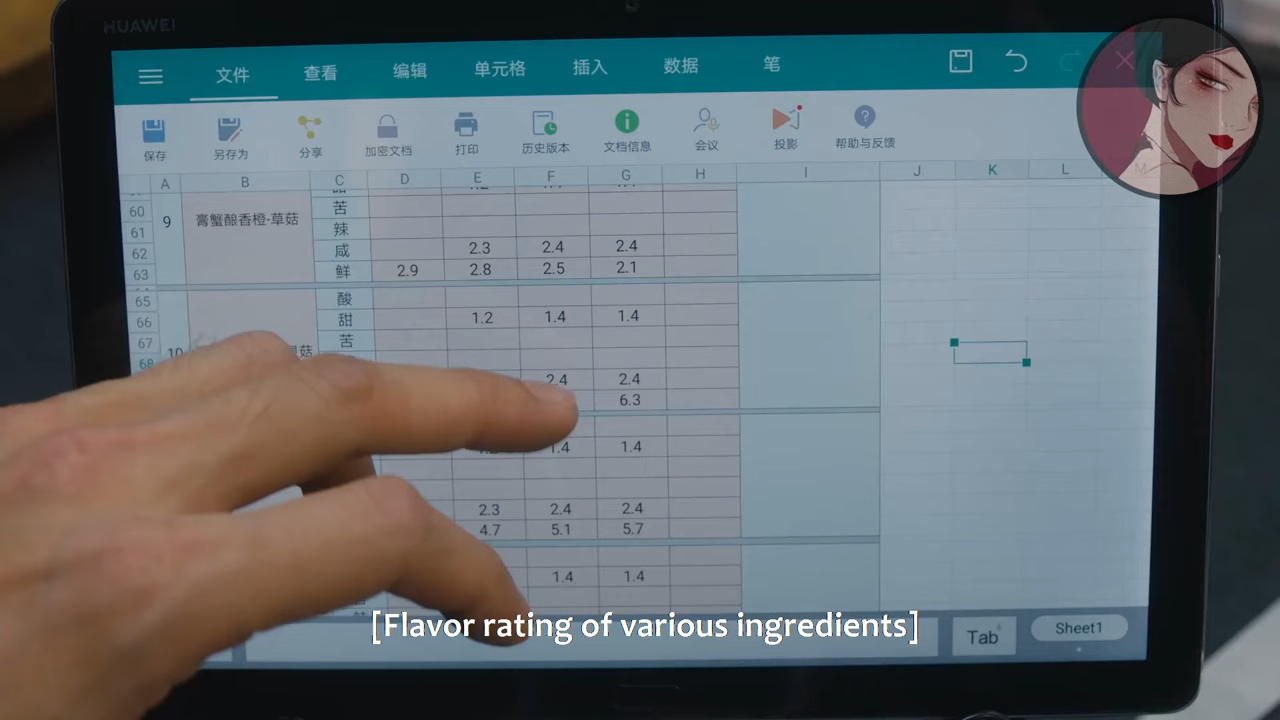 HUAWEI
文件 查看 编辑 单元格 插入 数据 笔
保存 另存为 分享 加密文档 打印 历史版本 文档信息 会议 投影 帮助与反馈
A B C D E F G H I J K L M
60 苦
9 膏蟹酿香橙-草菇
61 辣
62 咸 2.3 2.4 2.4
63 鲜 2.9 2.8 2.5 2.1
65 酸
66 甜 1.2 1.4 1.4
67 苦
68 10 菇
2.4 2.4
6.3
1.4 1.4
2.3 2.4 2.4
4.7 5.1 5.7
1.4 1.4
[Flavor rating of various ingredients]
Tab Sheet1